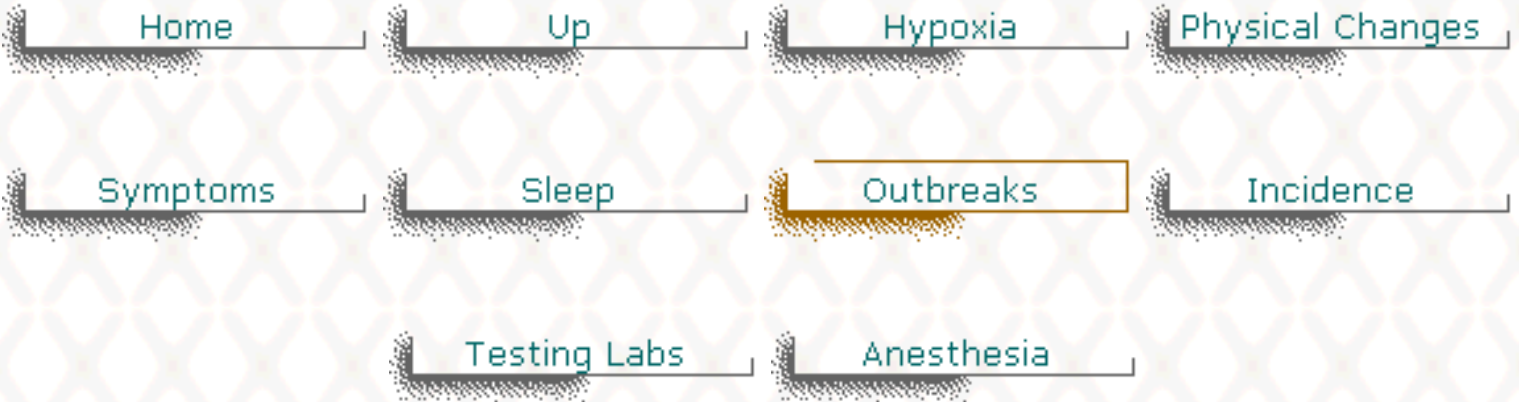 Home Up Hypoxia Physical Changes
Symptoms Sleep Outbreaks Incidence
Testing Labs Anesthesia